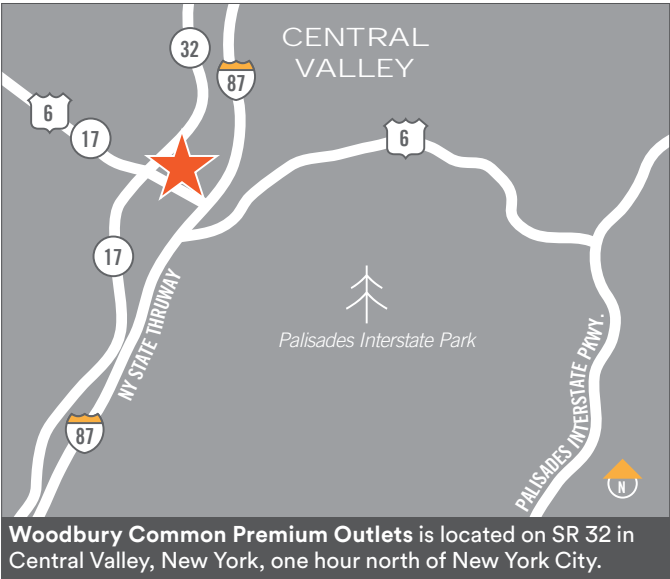 CENTRAL
VALLEY
32
87
6
17
6
17
NY STATE THRUWAY
Palisades Interstate Park
87
PALISADES INTERSTATE PKWY.
N
Woodbury Common Premium Outlets is located on SR 32 in
Central Valley, New York, one hour north of New York City.